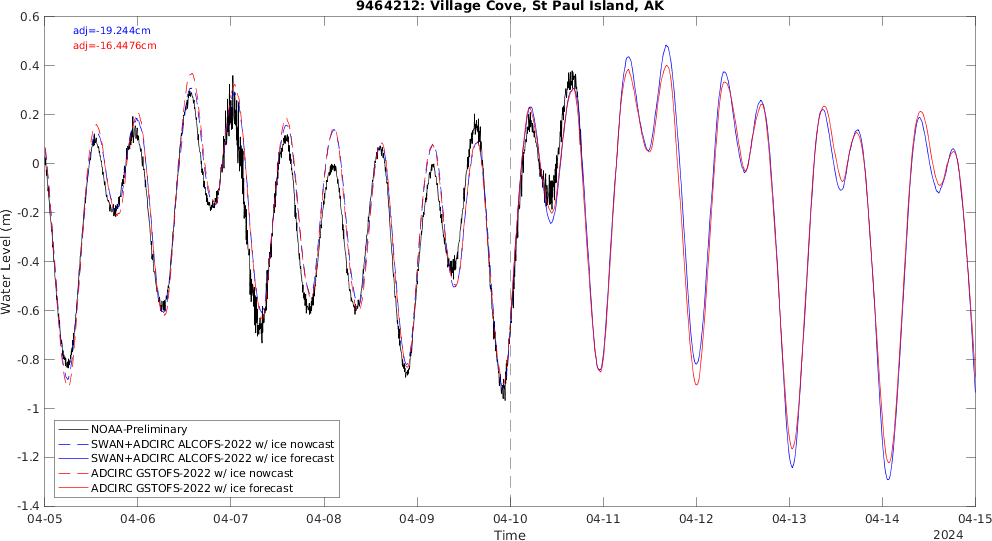 9464212: Village Cove, St Paul Island, AK
adj=-19.244cm
adj=-16.4476cm
Water Level (m)
0.6
0.4
0.2
0
-0.2
-0.4
-0.6
-0.8
-1
-1.2
-1.4
NOAA-Preliminary
SWAN+ADCIRC ALCOFS-2022 w/ ice nowcast
SWAN+ADCIRC ALCOFS-2022 w/ ice forecast
ADCIRC GSTOFS-2022 w/ ice nowcast
ADCIRC GSTOFS-2022 w/ ice forecast
04-05 04-06 04-07 04-08 04-09 04-10 04-11 04-12 04-13 04-14 04-15
Time
2024